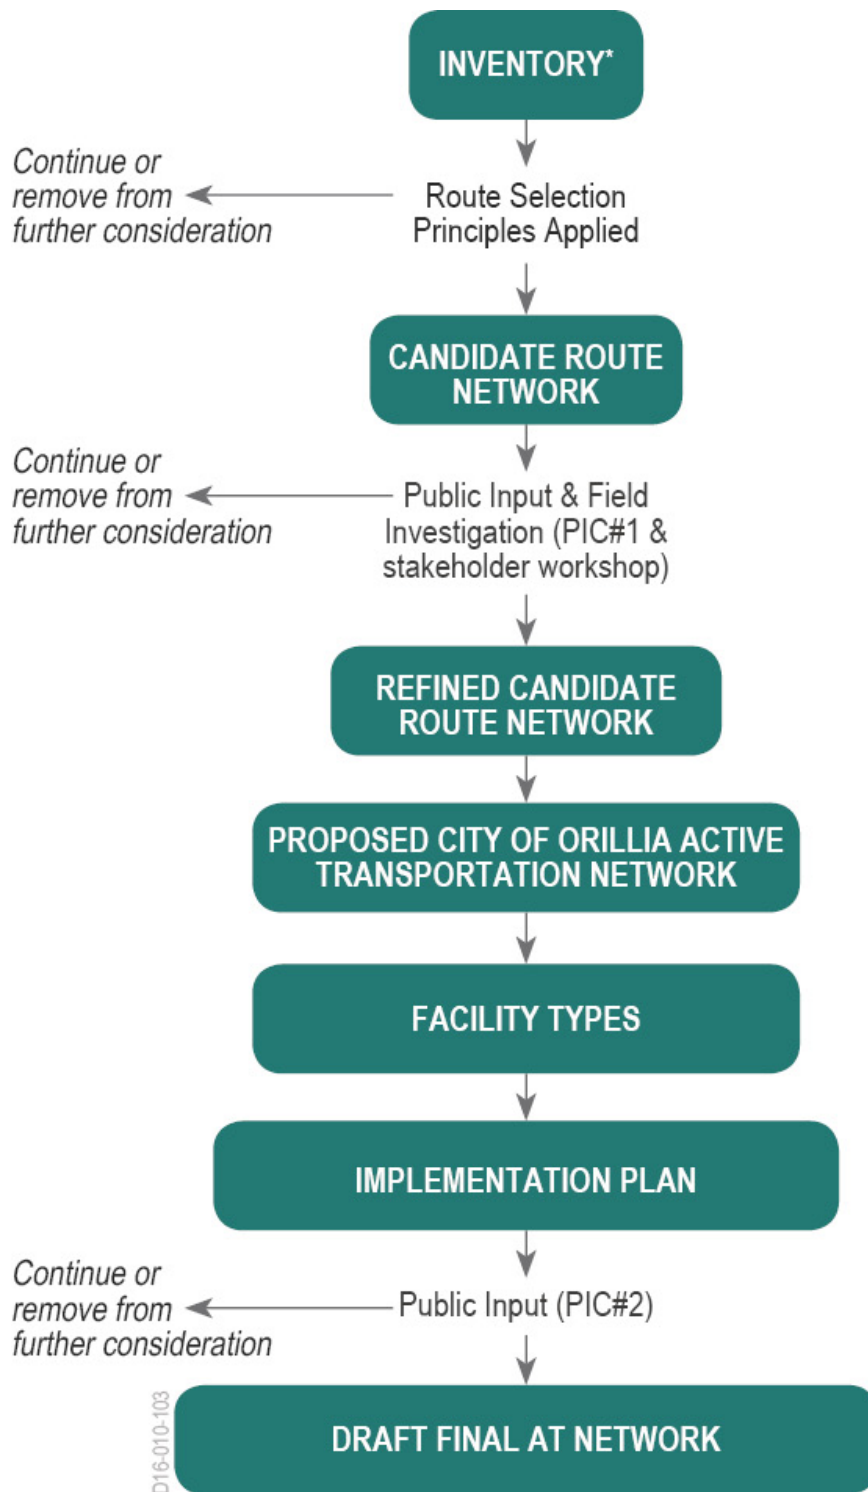 INVENTORY*
Continue or
remove from
further consideration
Route Selection
Principles Applied
CANDIDATE ROUTE
NETWORK
Continue or
remove from
further consideration
Public Input & Field
Investigation (PIC#1 &
stakeholder workshop)
REFINED CANDIDATE
ROUTE NETWORK
PROPOSED CITY OF ORILLIA ACTIVE
TRANSPORTATION NETWORK
FACILITY TYPES
IMPLEMENTATION PLAN
Continue or
remove from
further consideration
Public Input (PIC#2)
DRAFT FINAL AT NETWORK
D16-010-103